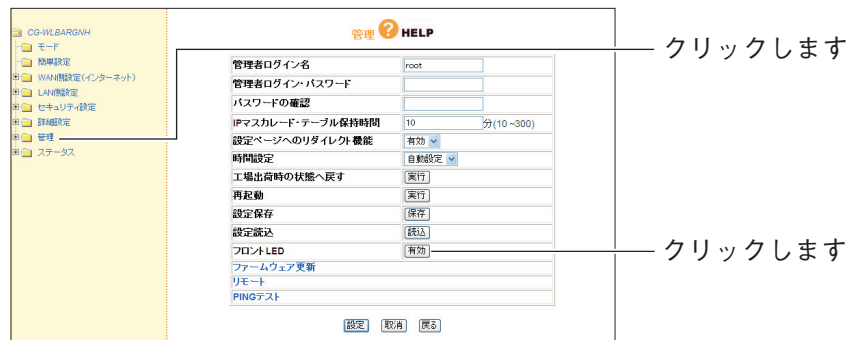 CG-WLBARGNH
モード
簡単設定
WAN側設定(インターネット)
LAN側設定
セキュリティ設定
詳細設定
管理
ステータス
管理 ? HELP
管理者ログイン名 root
管理者ログイン・パスワード
パスワードの確認
IPマスカレード・テーブル保持時間 10 分(10 ~300)
設定ページへのリダイレクト機能 有効
時間設定 自動設定
工場出荷時の状態へ戻す 実行
再起動 実行
設定保存 保存
設定読込 読込
フロントLED 有効
ファームウェア更新
リモート
PINGテスト
設定 取消 戻る
クリックします
クリックします